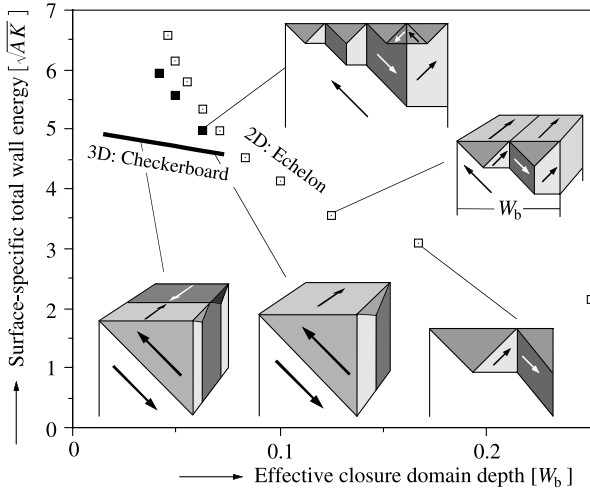 7
6
5
4
3
2
1
0
Surface-specific total wall energy [√AK]
3D: Checkerboard
2D: Echelon
W_b
0
0.1
0.2
Effective closure domain depth [W_b]